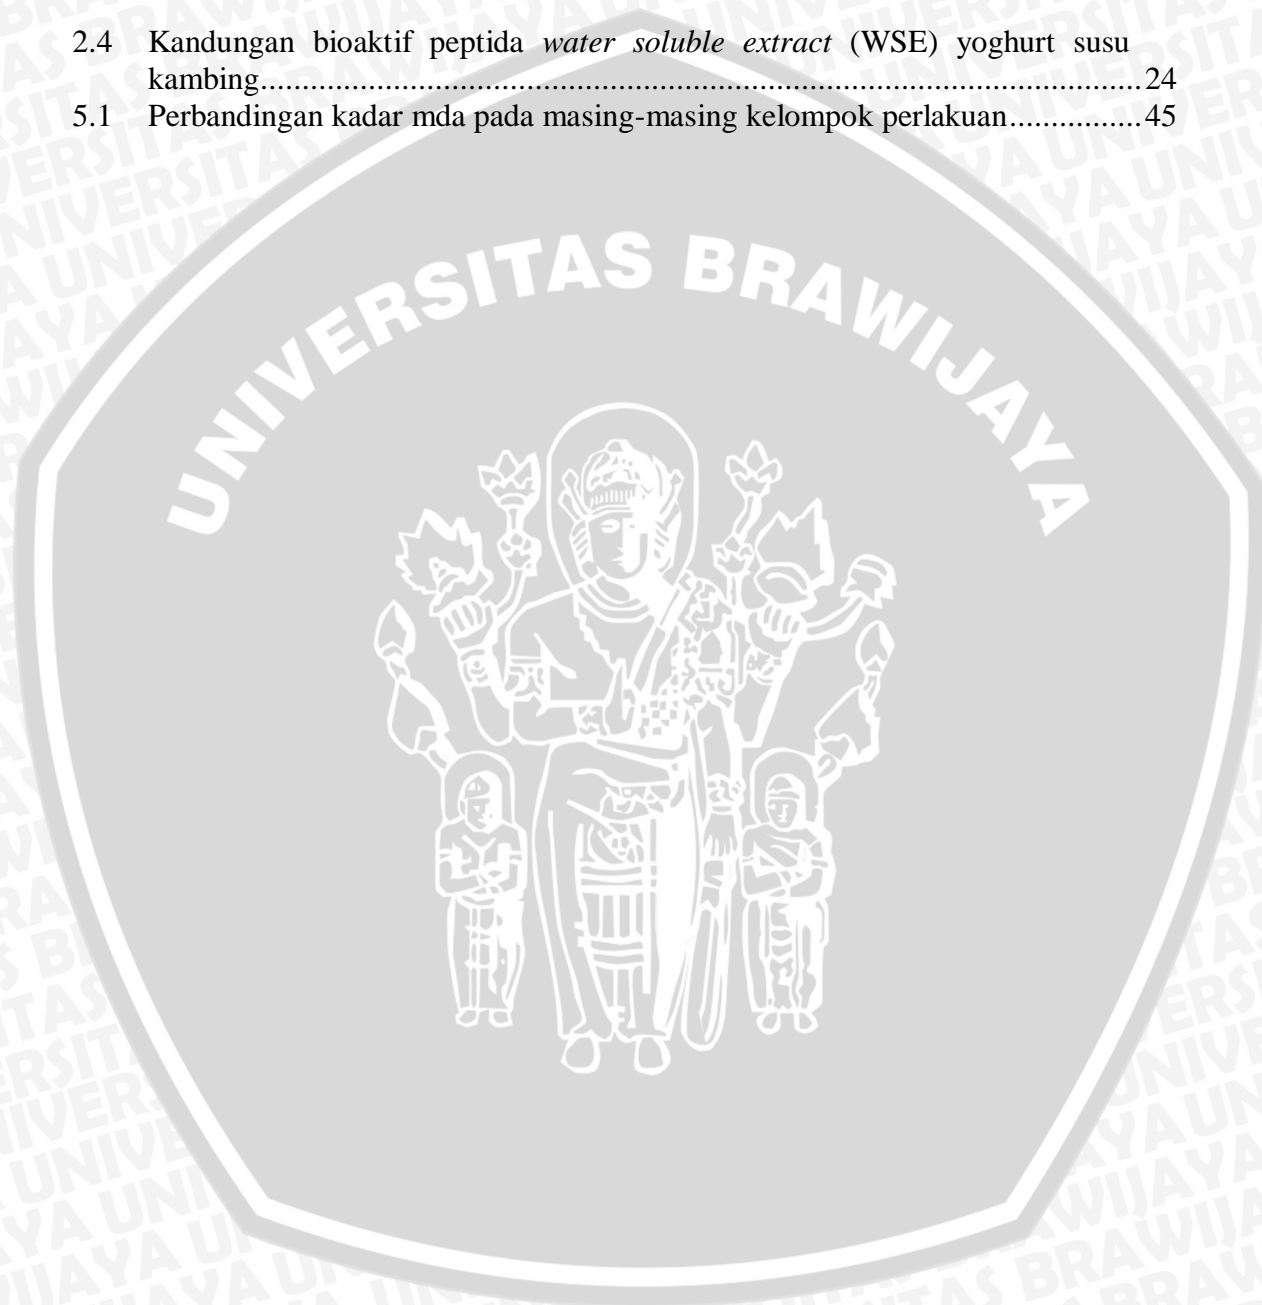 2.4 Kandungan bioaktif peptida water soluble extract (WSE) yoghurt susu
kambing.....................................................................................................24
5.1 Perbandingan kadar mda pada masing-masing kelompok perlakuan................45
UNIVERSITAS BRAWIJAYA